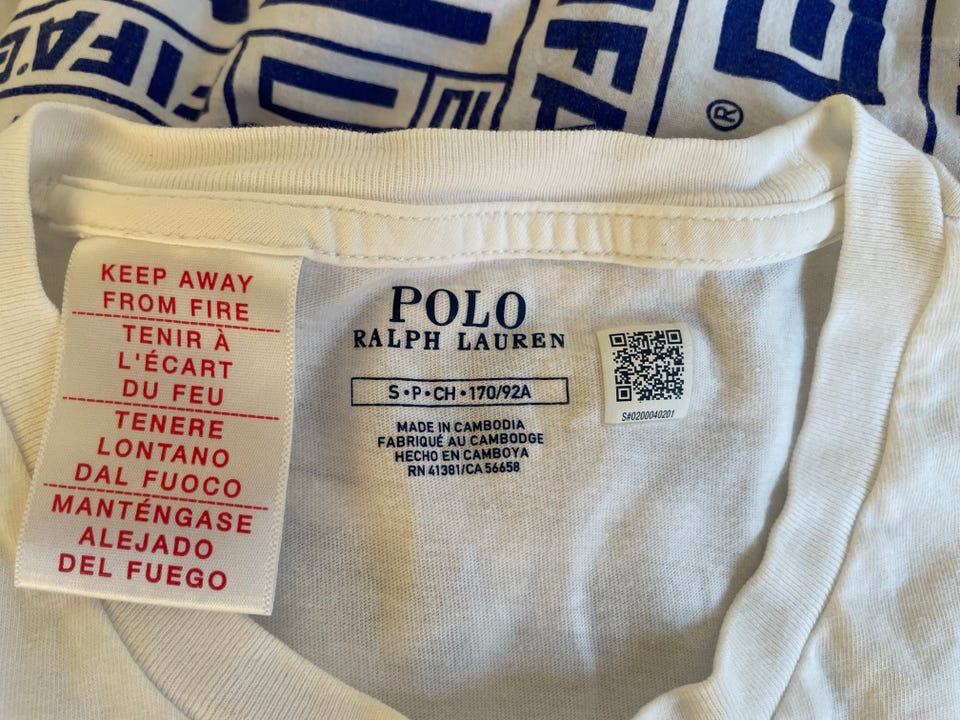 KEEP AWAY
FROM FIRE
TENIR À
L'ÉCART
DU FEU
TENERE
LONTANO
DAL FUOCO
MANTÉNGASE
ALEJADO
DEL FUEGO
POLO
RALPH LAUREN
S•P•CH•170/92A
MADE IN CAMBODIA
FABRIQUÉ AU CAMBODGE
HECHO EN CAMBOYA
RN 41381/CA 56658
S#0200040201
®